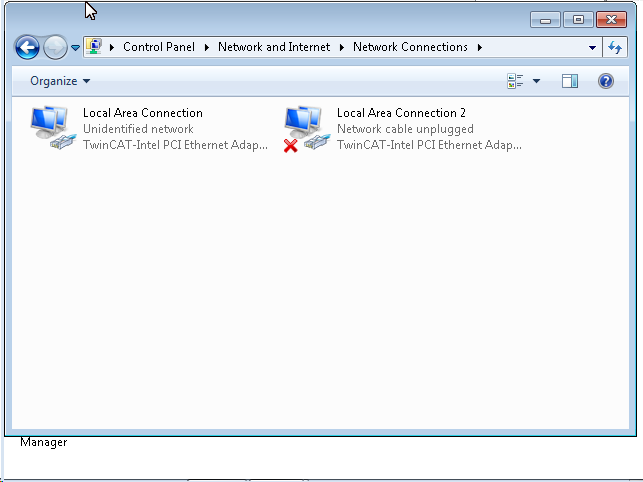 Control Panel Network and Internet Network Connections
Organize
Local Area Connection
Unidentified network
TwinCAT-Intel PCI Ethernet Adap...
Local Area Connection 2
Network cable unplugged
TwinCAT-Intel PCI Ethernet Adap...
Manager